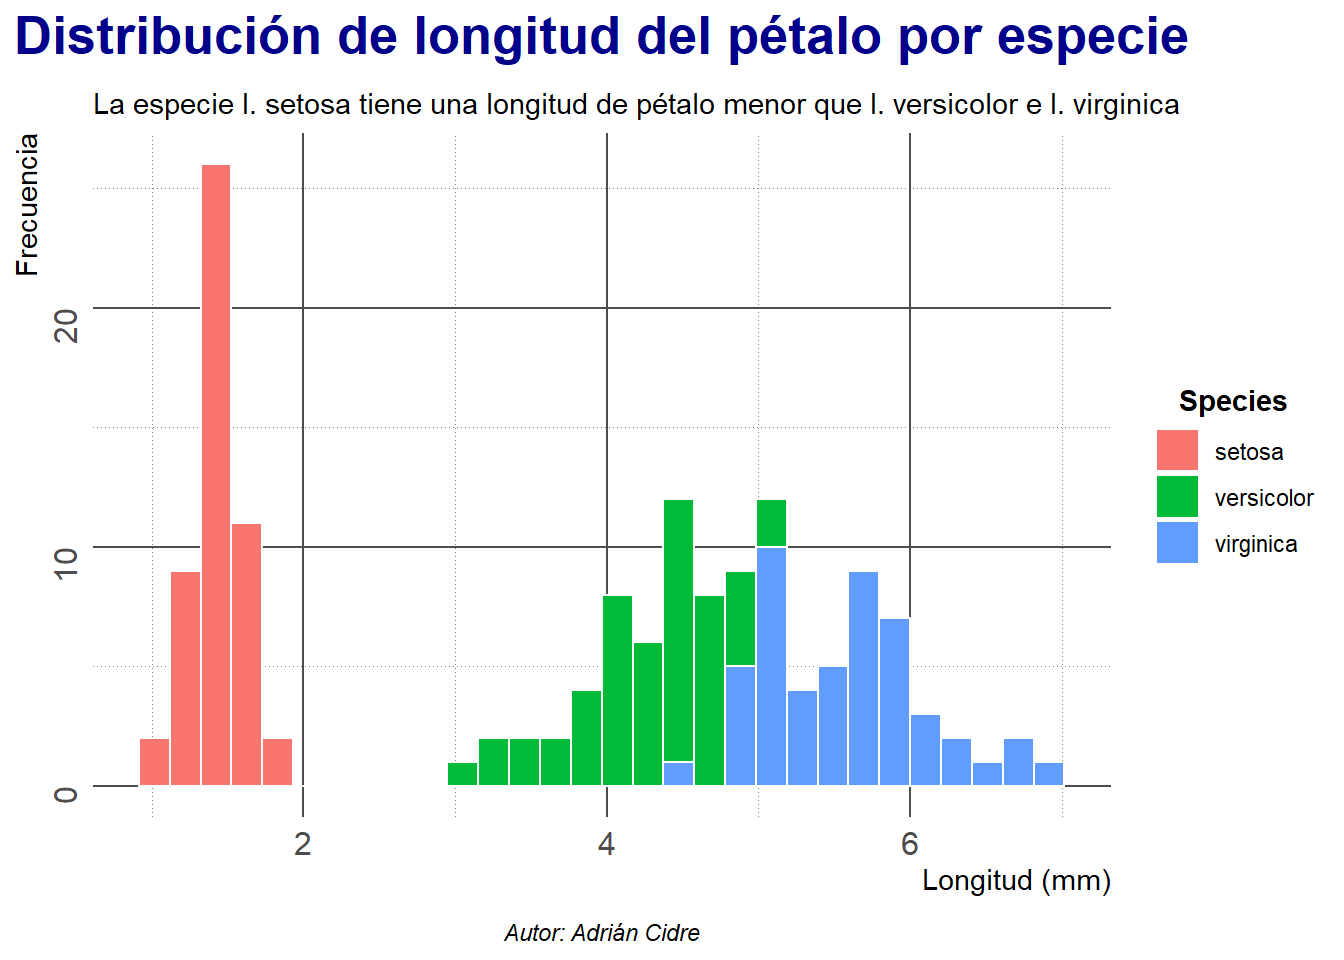 Distribución de longitud del pétalo por especie
La especie I. setosa tiene una longitud de pétalo menor que I. versicolor e I. virginica
Frecuencia
20
10
0
2 4 6
Longitud (mm)
Species
setosa
versicolor
virginica
Autor: Adrián Cidre